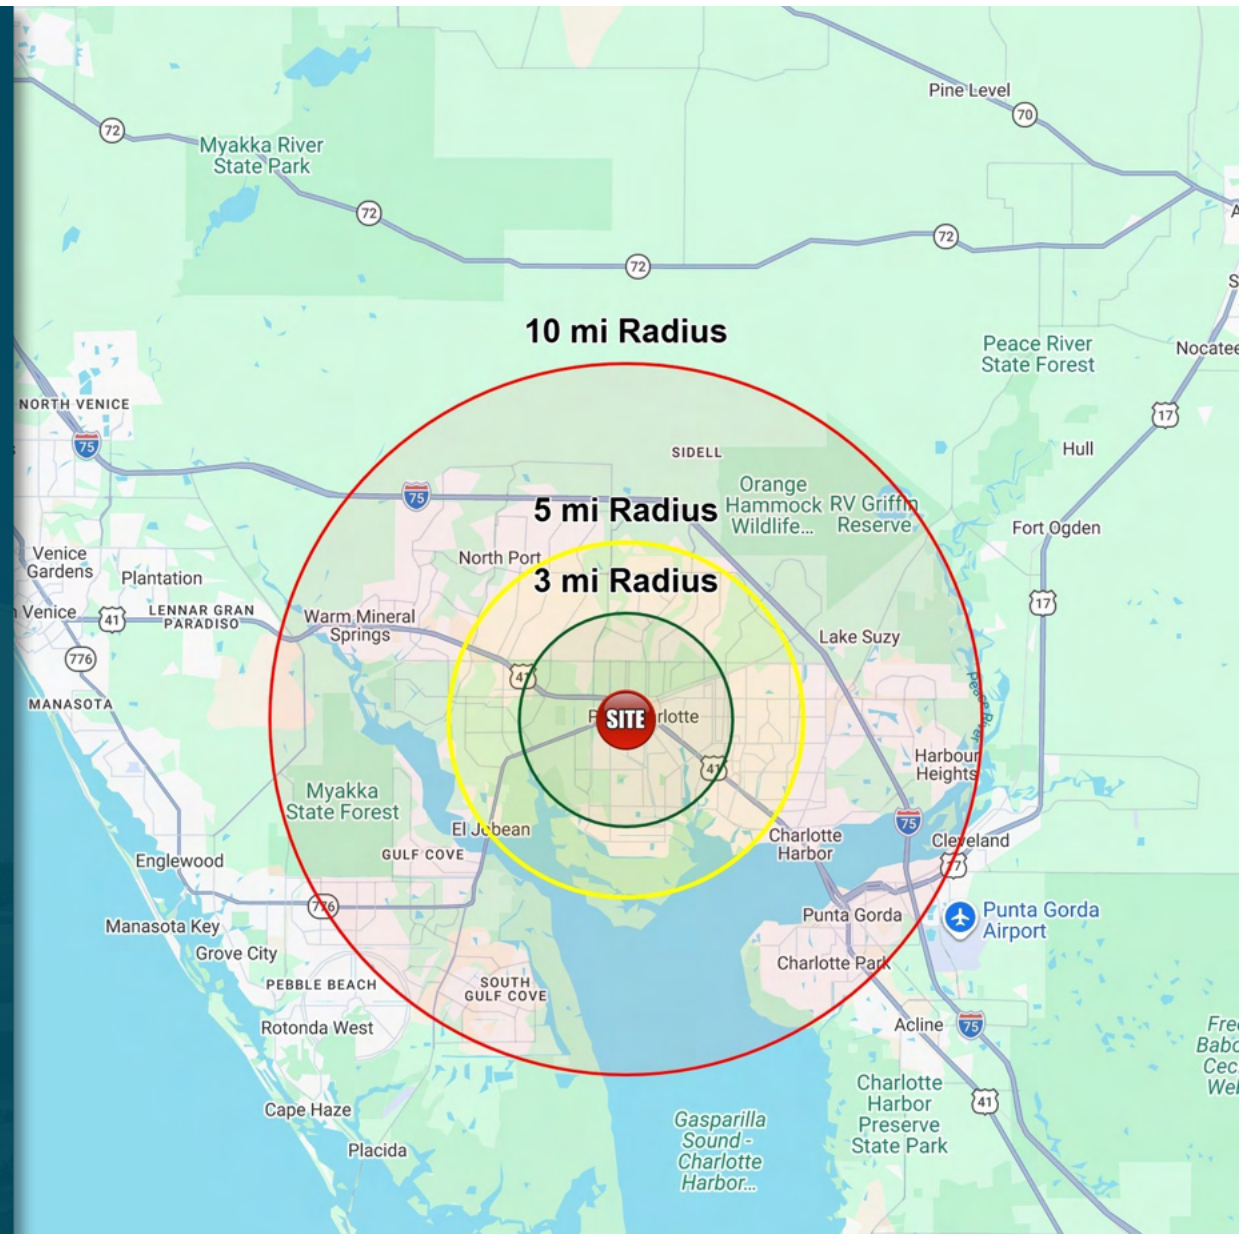 Pine Level
70
72
Myakka River
State Park
72
72
72
10 mi Radius
Peace River
State Forest
Nocatee
17
NORTH VENICE
75
SIDELL
Hull
75
Orange
Hammock
Wildlife...
RV Griffin
Reserve
5 mi Radius
Fort Ogden
North Port
Venice
Gardens
Plantation
3 mi Radius
Venice
41
LENNAR GRAN
PARADISO
Warm Mineral
Springs
17
Lake Suzy
776
41
MANASOTA
Peace River
SITE
41
Harbour
Heights
Myakka
State Forest
El Jobean
75
Charlotte
Harbor
Cleveland
GULF COVE
Englewood
17
776
Punta Gorda
Punta Gorda
Airport
Manasota Key
Grove City
Charlotte Park
PEBBLE BEACH
SOUTH
GULF COVE
Rotonda West
Acline
75
41
Charlotte
Harbor
Preserve
State Park
Cape Haze
Placida
Gasparilla
Sound -
Charlotte
Harbor...